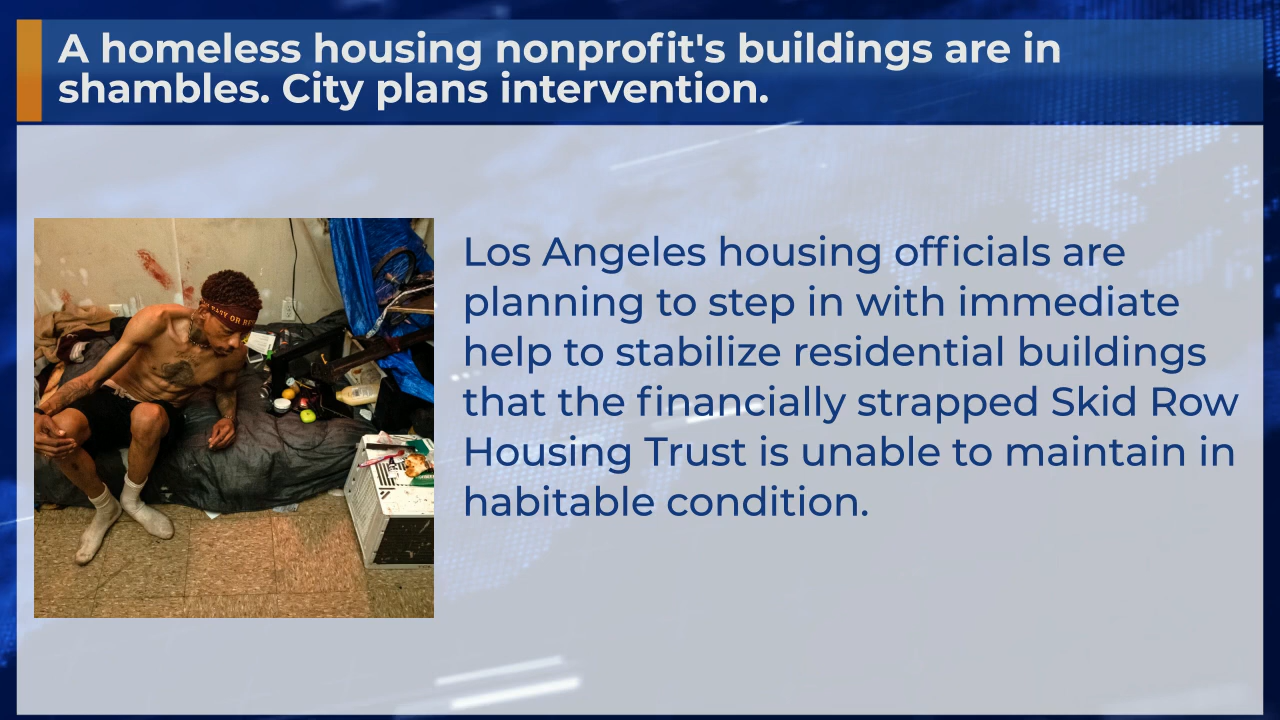 A homeless housing nonprofit's buildings are in
shambles. City plans intervention.
Los Angeles housing officials are
planning to step in with immediate
help to stabilize residential buildings
that the financially strapped Skid Row
Housing Trust is unable to maintain in
habitable condition.